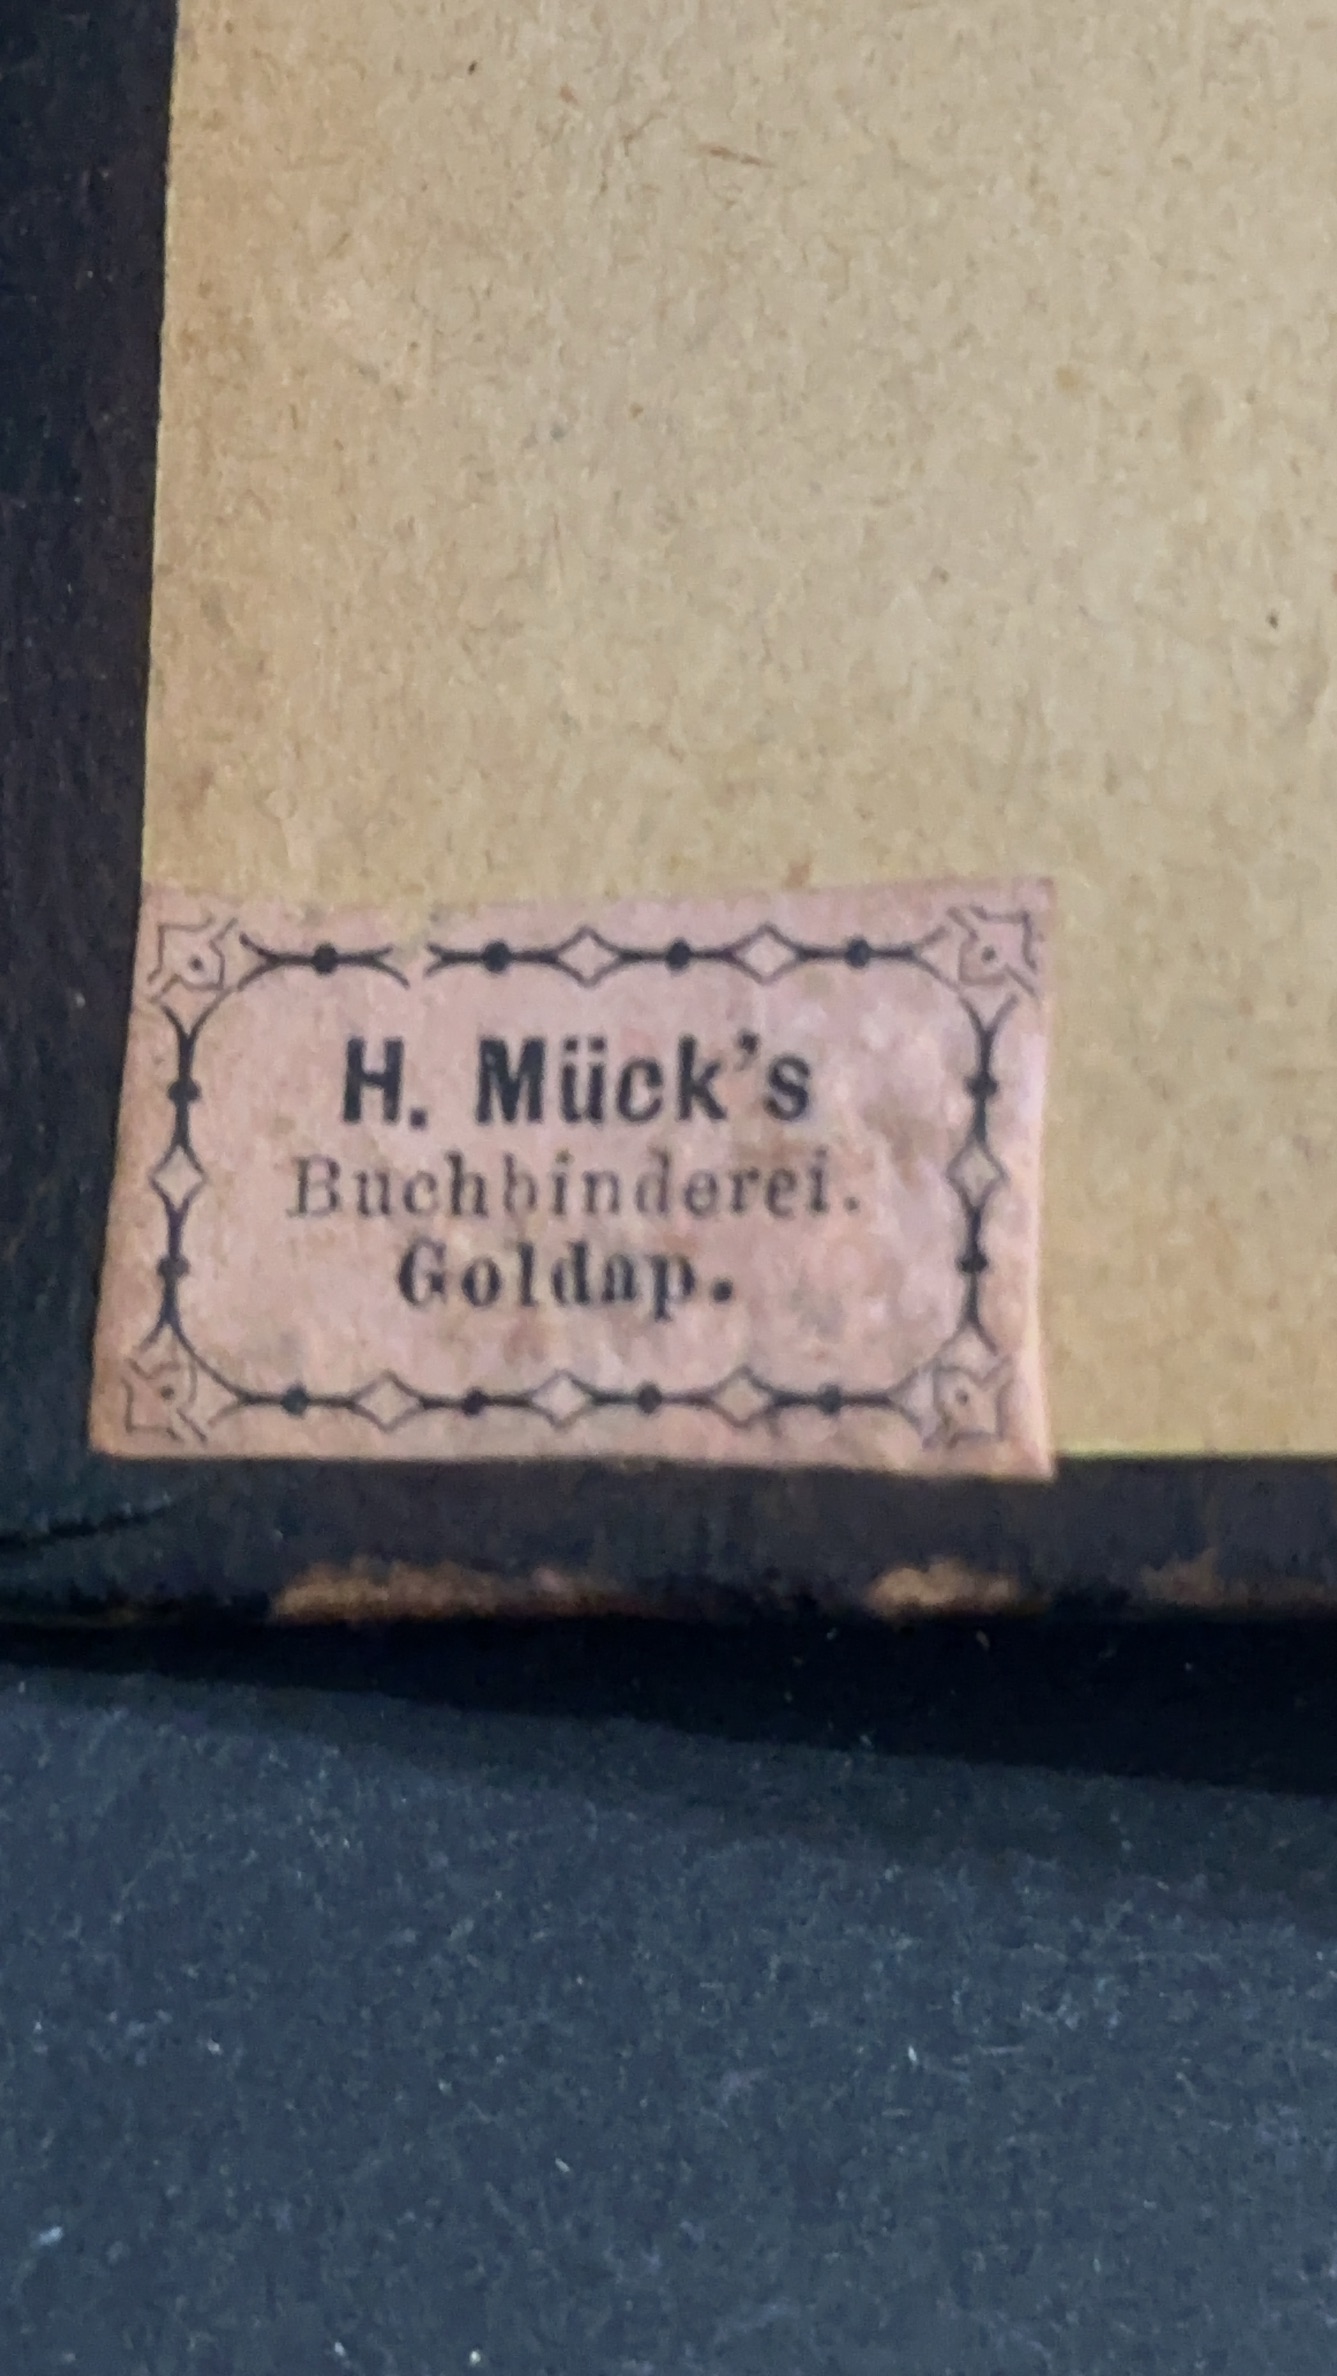 H. Mück's
Buchbinderei.
Goldap.